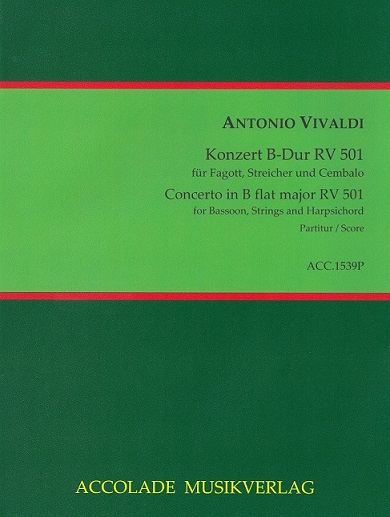 ANTONIO VIVALDI
Konzert B-Dur RV 501
für Fagott, Streicher und Cembalo
Concerto in B flat major RV 501
for Bassoon, Strings and Harpsichord
Partitur / Score
ACC.1539P
ACCOLADE MUSIKVERLAG